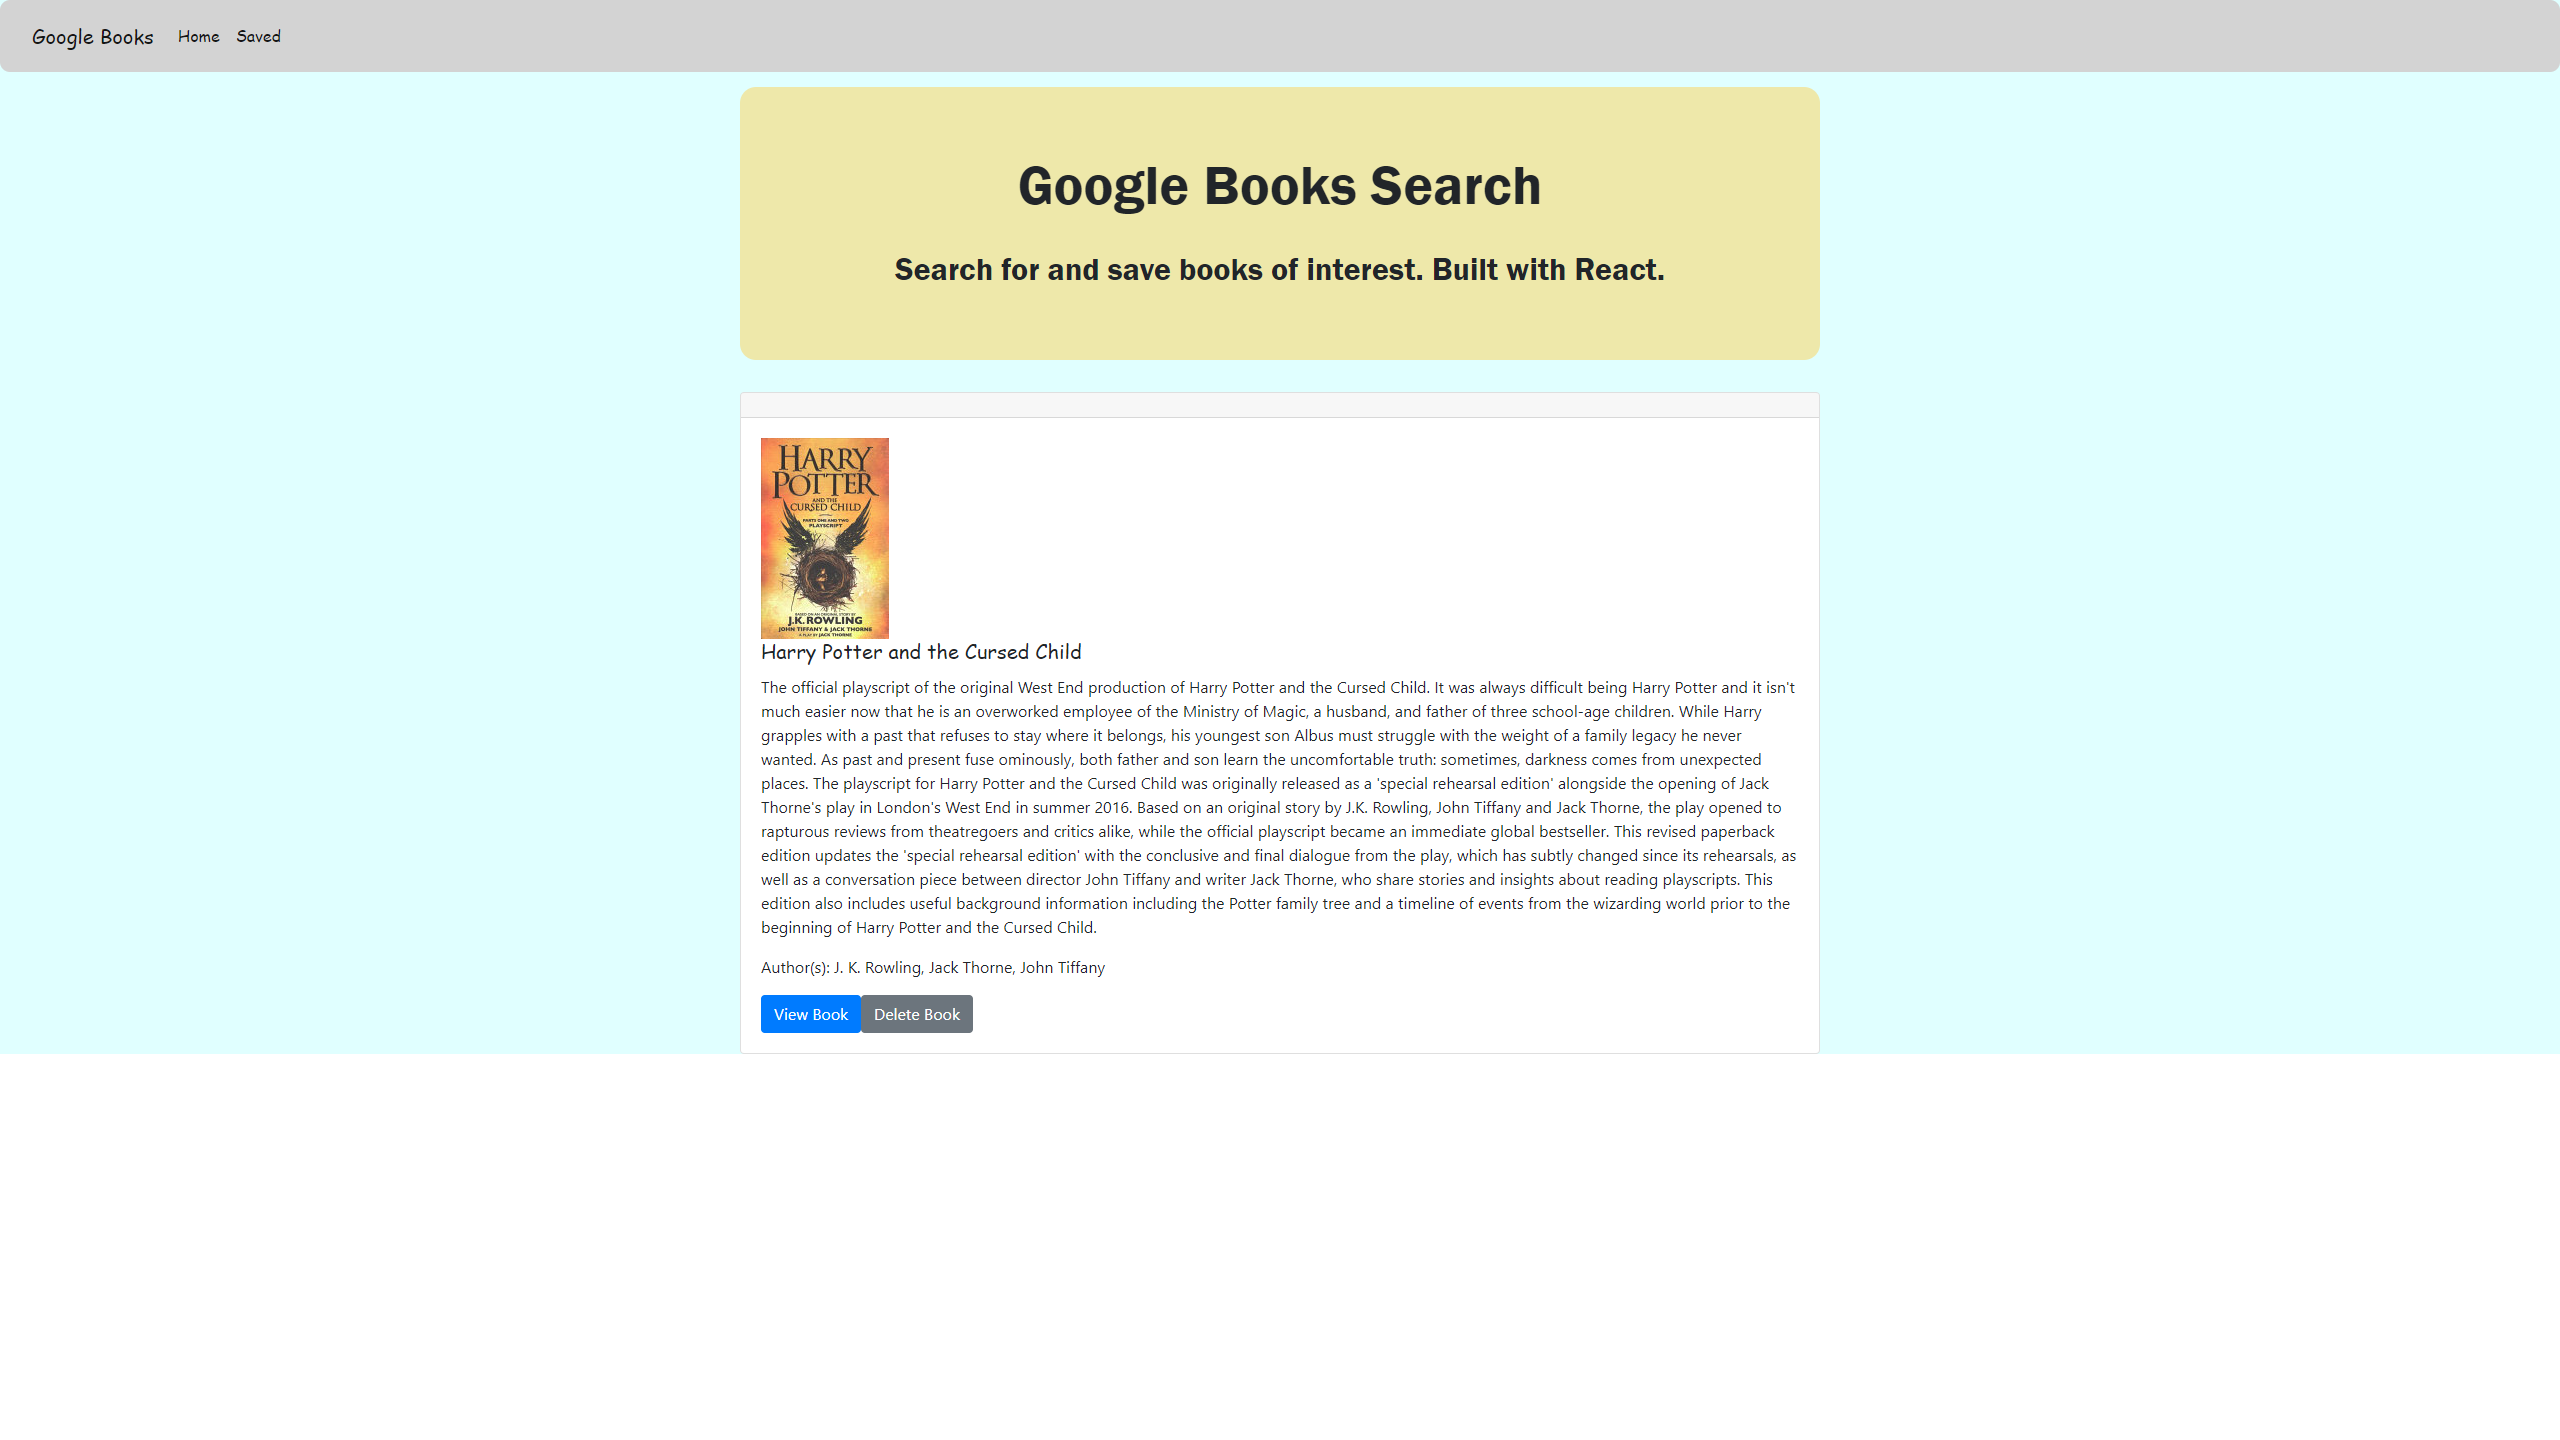 Google Books Home Saved
Google Books Search
Search for and save books of interest. Built with React.
HARRY
POTTER
AND THE
CURSED CHILD
PARTS ONE AND TWO
PLAYSCRIPT
BASED ON AN ORIGINAL STORY BY
J.K. ROWLING
JOHN TIFFANY & JACK THORNE
A PLAY BY JACK THORNE
Harry Potter and the Cursed Child
The official playscript of the original West End production of Harry Potter and the Cursed Child. It was always difficult being Harry Potter and it isn't
much easier now that he is an overworked employee of the Ministry of Magic, a husband, and father of three school-age children. While Harry
grapples with a past that refuses to stay where it belongs, his youngest son Albus must struggle with the weight of a family legacy he never
wanted. As past and present fuse ominously, both father and son learn the uncomfortable truth: sometimes, darkness comes from unexpected
places. The playscript for Harry Potter and the Cursed Child was originally released as a 'special rehearsal edition' alongside the opening of Jack
Thorne's play in London's West End in summer 2016. Based on an original story by J.K. Rowling, John Tiffany and Jack Thorne, the play opened to
rapturous reviews from theatregoers and critics alike, while the official playscript became an immediate global bestseller. This revised paperback
edition updates the 'special rehearsal edition' with the conclusive and final dialogue from the play, which has subtly changed since its rehearsals, as
well as a conversation piece between director John Tiffany and writer Jack Thorne, who share stories and insights about reading playscripts. This
edition also includes useful background information including the Potter family tree and a timeline of events from the wizarding world prior to the
beginning of Harry Potter and the Cursed Child.
Author(s): J. K. Rowling, Jack Thorne, John Tiffany
View Book Delete Book